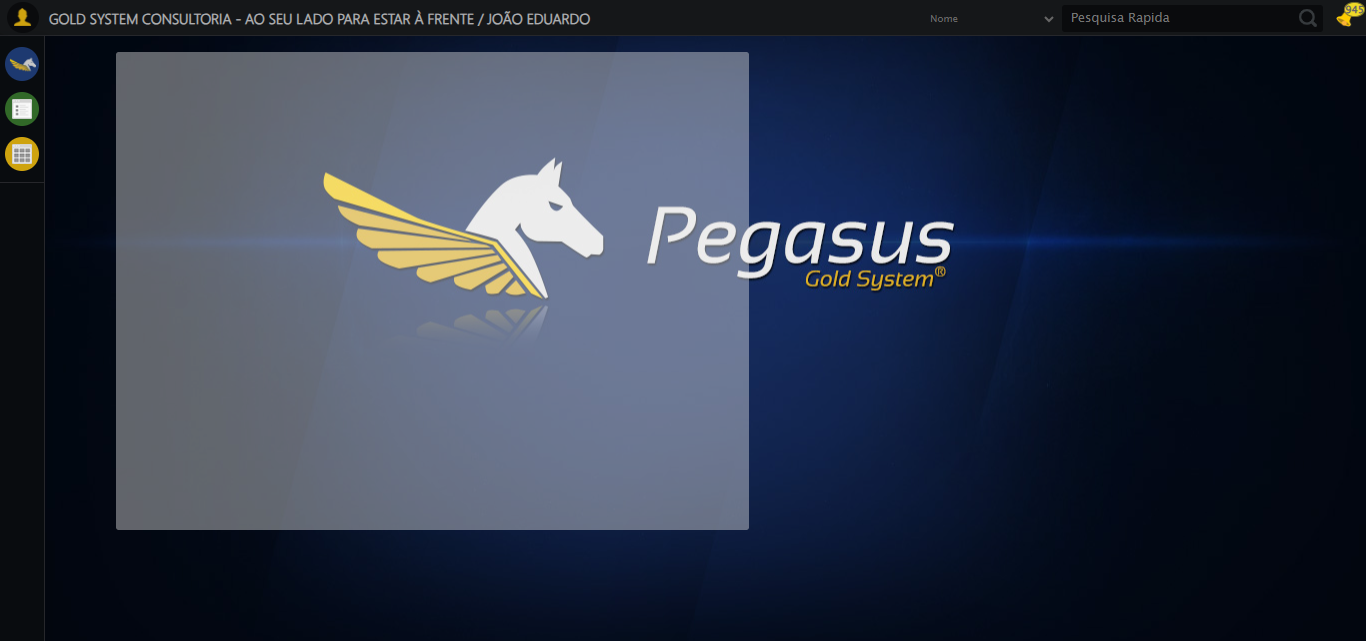 GOLD SYSTEM CONSULTORIA - AO SEU LADO PARA ESTAR À FRENTE / JOÃO EDUARDO
Nome
Pesquisa Rapida
945
Pegasus
Gold System®